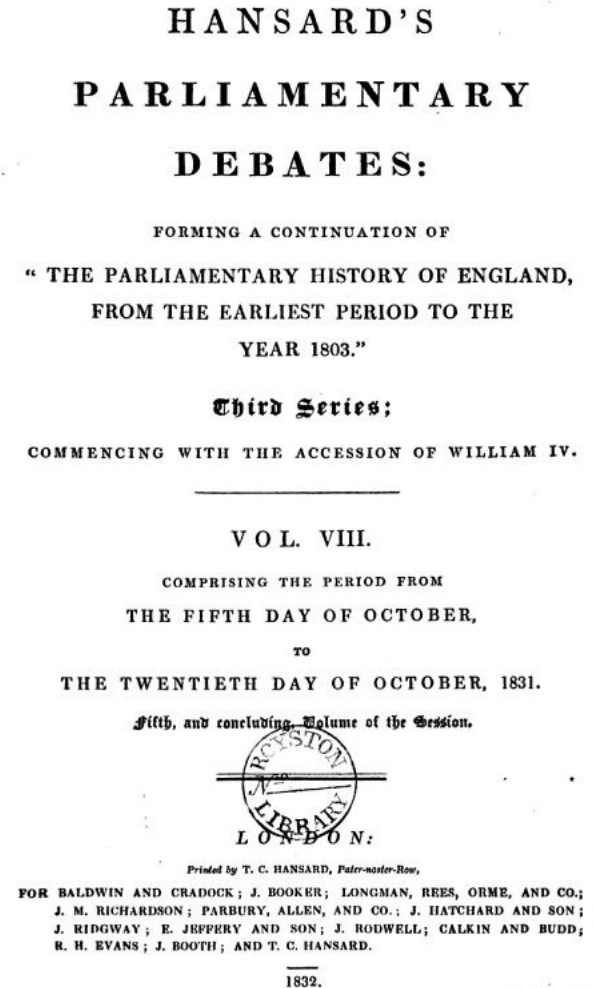 HANSARD'S
PARLIAMENTARY
DEBATES:
FORMING A CONTINUATION OF
“ THE PARLIAMENTARY HISTORY OF ENGLAND,
FROM THE EARLIEST PERIOD TO THE
YEAR 1803.”
Third Series;
COMMENCING WITH THE ACCESSION OF WILLIAM IV.
VOL. VIII.
COMPRISING THE PERIOD FROM
THE FIFTH DAY OF OCTOBER,
TO
THE TWENTIETH DAY OF OCTOBER, 1831.
Fifth, and concluding, Volume of the Session.
ROYSTON
No.
LIBRARY
LONDON:
Printed by T. C. HANSARD, Pater-noster-Row,
FOR BALDWIN AND CRADOCK; J. BOOKER; LONGMAN, REES, ORME, AND CO.;
J. M. RICHARDSON; PARBURY, ALLEN, AND CO.; J. HATCHARD AND SON;
J. RIDGWAY; E. JEFFERY AND SON; J. RODWELL; CALKIN AND BUDD;
R. H. EVANS; J. BOOTH; AND T. C. HANSARD.
1832.